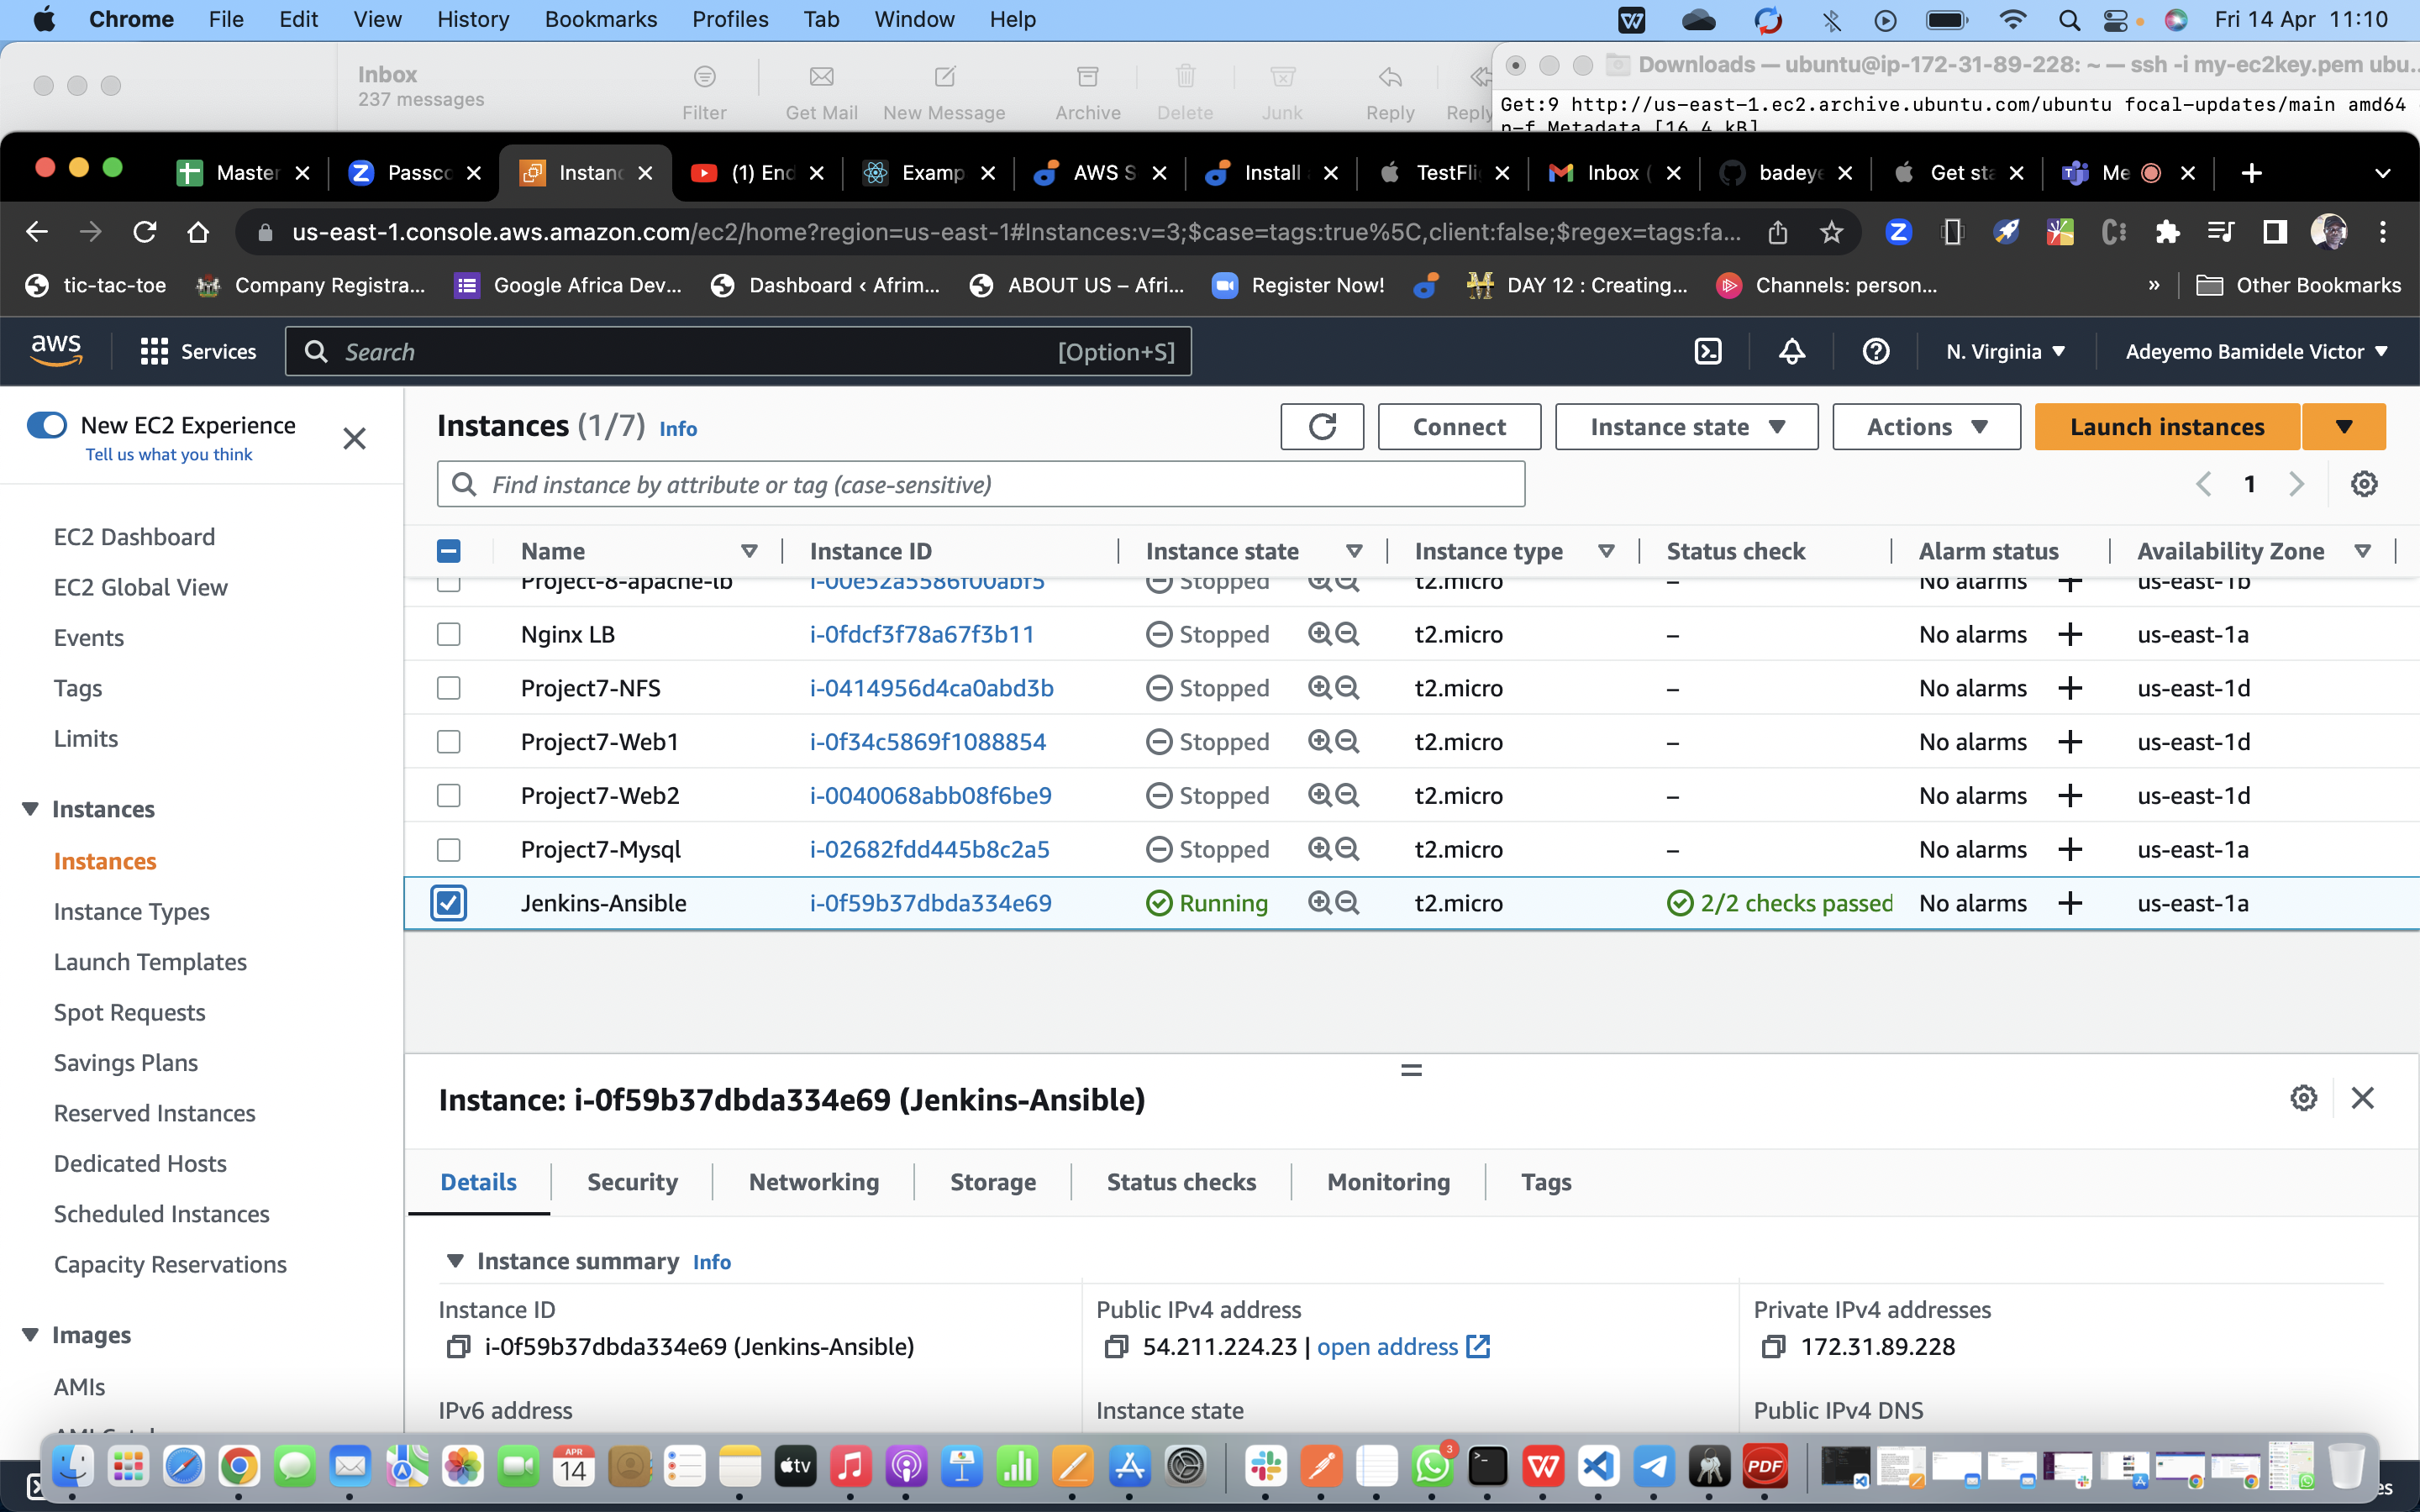 Chrome File Edit View History Bookmarks Profiles Tab Window Help Fri 14 Apr 11:10
Inbox
237 messages
Filter Get Mail New Message Archive Delete Junk Reply Reply
Downloads — ubuntu@ip-172-31-89-228: ~ — ssh -i my-ec2key.pem ubu...
Get:9 http://us-east-1.ec2.archive.ubuntu.com/ubuntu focal-updates/main amd64
n-f Metadata [16.4 kB]
Master Passco Instanc (1) End Examp AWS S Install TestFli Inbox ( badeye Get sta Me
us-east-1.console.aws.amazon.com/ec2/home?region=us-east-1#Instances:v=3;$case=tags:true%5C,client:false;$regex=tags:fa...
tic-tac-toe Company Registra... Google Africa Dev... Dashboard ‹ Afrim... ABOUT US – Afri... Register Now! DAY 12 : Creating... Channels: person... » Other Bookmarks
aws Services Search [Option+S] N. Virginia Adeyemo Bamidele Victor
New EC2 Experience
Tell us what you think
EC2 Dashboard
EC2 Global View
Events
Tags
Limits
Instances
Instances
Instance Types
Launch Templates
Spot Requests
Savings Plans
Reserved Instances
Dedicated Hosts
Scheduled Instances
Capacity Reservations
Images
AMIs
Instances (1/7) Info Connect Instance state Actions Launch instances
Find instance by attribute or tag (case-sensitive) 1
Name Instance ID Instance state Instance type Status check Alarm status Availability Zone
Project-8-apache-lb i-00e52a5586f00abf5 Stopped t2.micro – No alarms + us-east-1b
Nginx LB i-0fdcf3f78a67f3b11 Stopped t2.micro – No alarms + us-east-1a
Project7-NFS i-0414956d4ca0abd3b Stopped t2.micro – No alarms + us-east-1d
Project7-Web1 i-0f34c5869f1088854 Stopped t2.micro – No alarms + us-east-1d
Project7-Web2 i-0040068abb08f6be9 Stopped t2.micro – No alarms + us-east-1d
Project7-Mysql i-02682fdd445b8c2a5 Stopped t2.micro – No alarms + us-east-1a
Jenkins-Ansible i-0f59b37dbda334e69 Running t2.micro 2/2 checks passed No alarms + us-east-1a
Instance: i-0f59b37dbda334e69 (Jenkins-Ansible)
Details Security Networking Storage Status checks Monitoring Tags
Instance summary Info
Instance ID Public IPv4 address Private IPv4 addresses
i-0f59b37dbda334e69 (Jenkins-Ansible) 54.211.224.23 | open address 172.31.89.228
IPv6 address Instance state Public IPv4 DNS
APR
14
tv
3
PDF